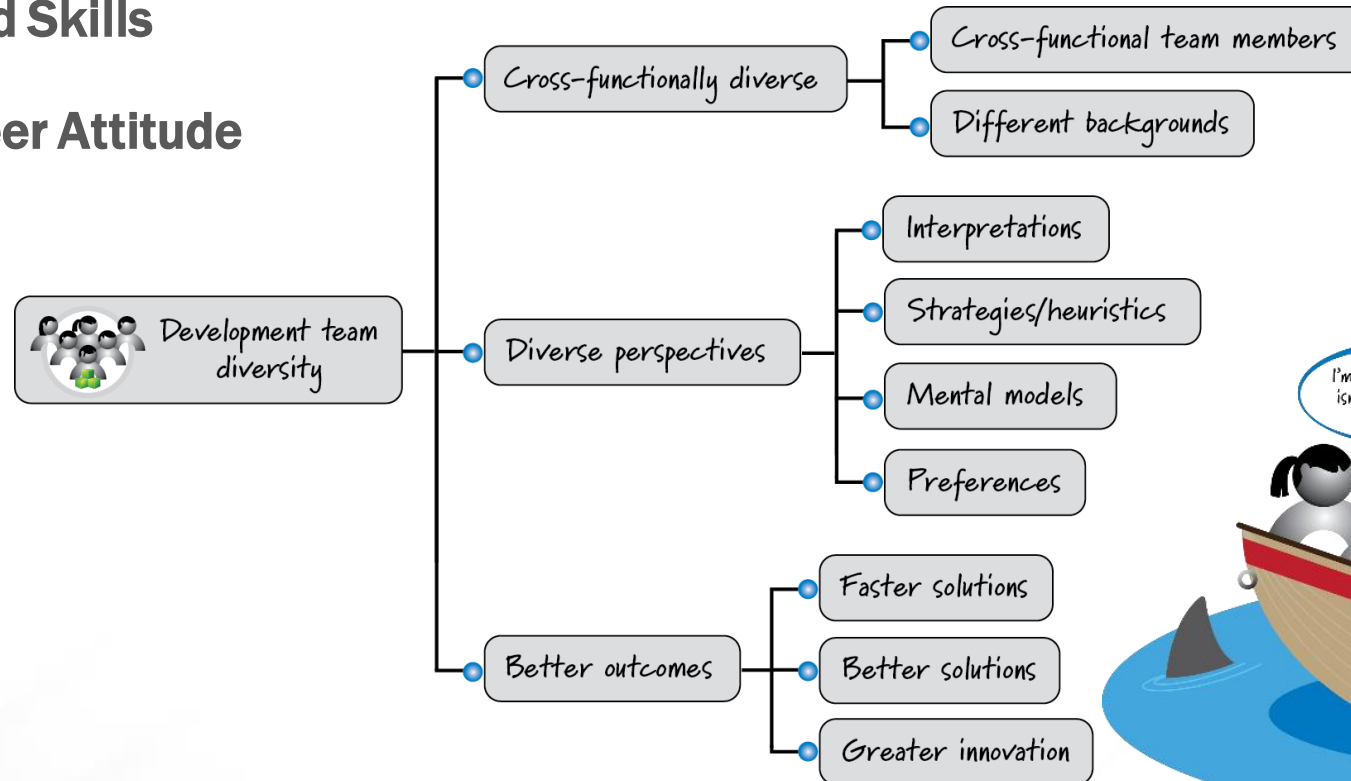 d Skills
er Attitude
Cross-functionally diverse
Cross-functional team members
Different backgrounds
Development team
diversity
Diverse perspectives
Interpretations
Strategies/heuristics
Mental models
Preferences
Better outcomes
Faster solutions
Better solutions
Greater innovation
I'm